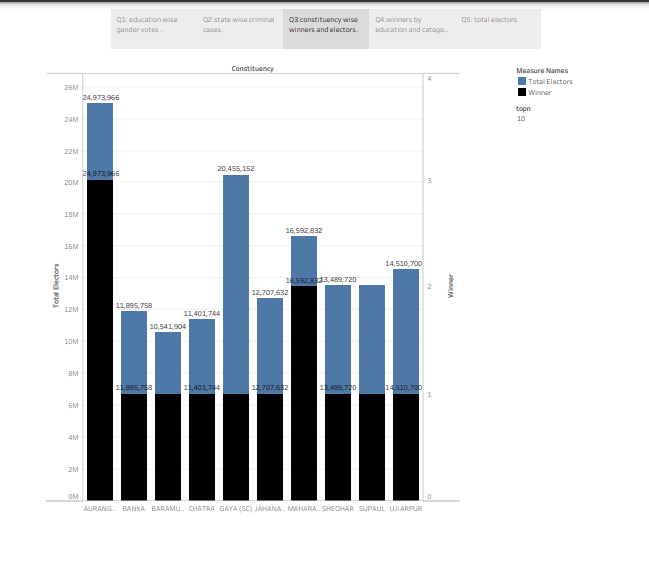 Q1: education wise
gender votes..
Q2:state wise criminal
cases.
Q3:constituency wise
winners and electors.
Q4:winners by
education and catago..
Q5: total electors
Constituency
Measure Names
Total Electors
Winner
topn
10
26M
24M
22M
20M
18M
16M
14M
12M
10M
8M
6M
4M
2M
0M
Total Electors
24,973,966
24,973,966
11,895,758
11,895,758
10,541,904
11,401,744
11,401,744
20,455,152
12,707,632
12,707,632
16,592,832
16,592,832
13,489,720
13,489,720
14,510,700
14,510,700
4
3
2
1
0
Winner
AURANG.. BANKA BARAMU.. CHATRA GAYA (SC) JAHANA.. MAHARA.. SHEOHAR SUPAUL UJIARPUR